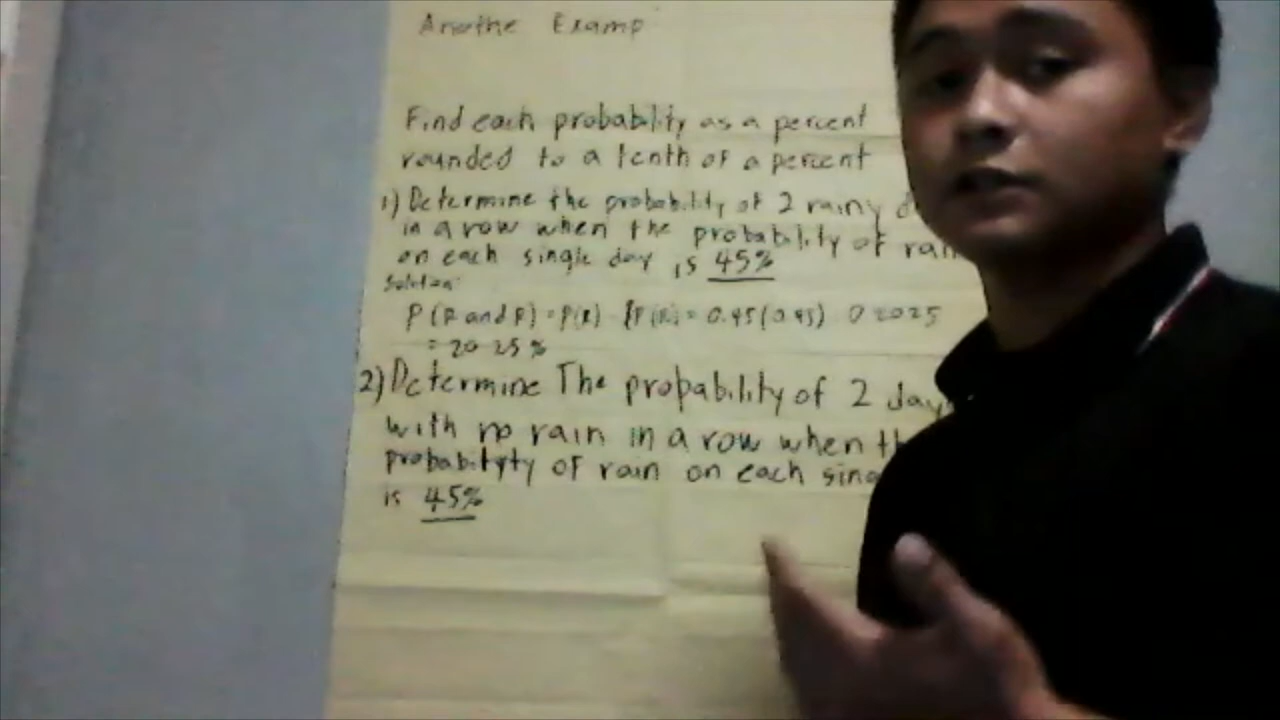 Anothe Examp
Find each probability as a percent
rounded to a tenth of a percent
1) Determine the probability of 2 rainy d
in a row when the probability of rain
on each single day is 45%
Solution:
P(R and R) = P(R) · P(R) = 0.45(0.45) 0.2025
= 20.25%
2) Determine The probability of 2 day
with no rain in a row when th
probabityty of rain on each sing
is 45%